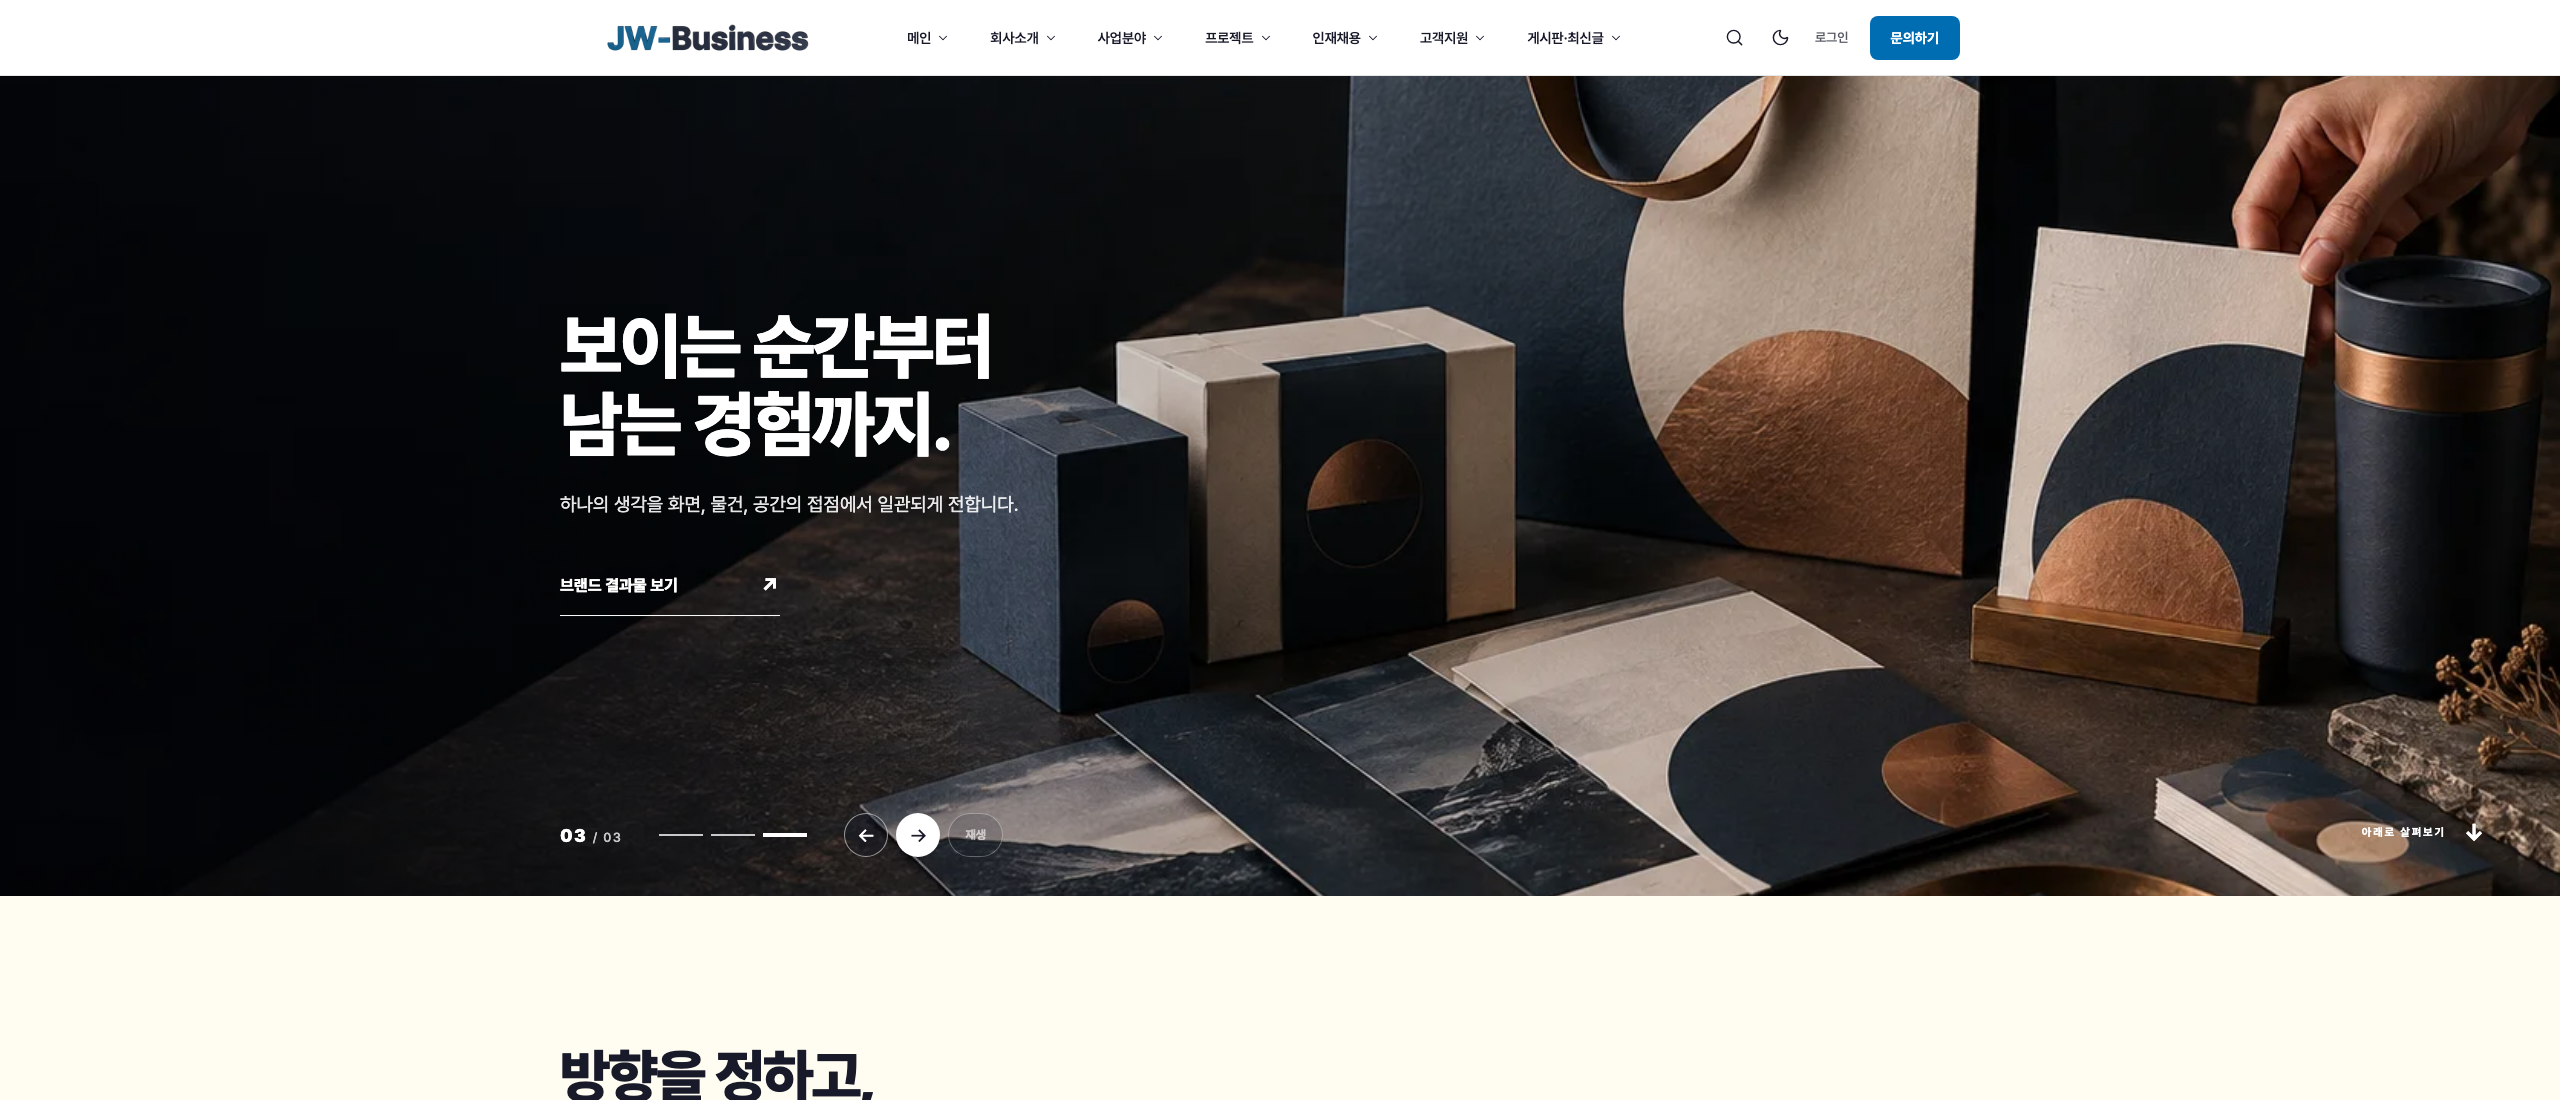 JW-Business
메인
회사소개
사업분야
프로젝트
인재채용
고객지원
게시판·최신글
로그인
문의하기
보이는 순간부터
남는 경험까지.
하나의 생각을 화면, 물건, 공간의 접점에서 일관되게 전합니다.
브랜드 결과물 보기
03 / 03
재생
아래로 살펴보기
방향을 정하고,